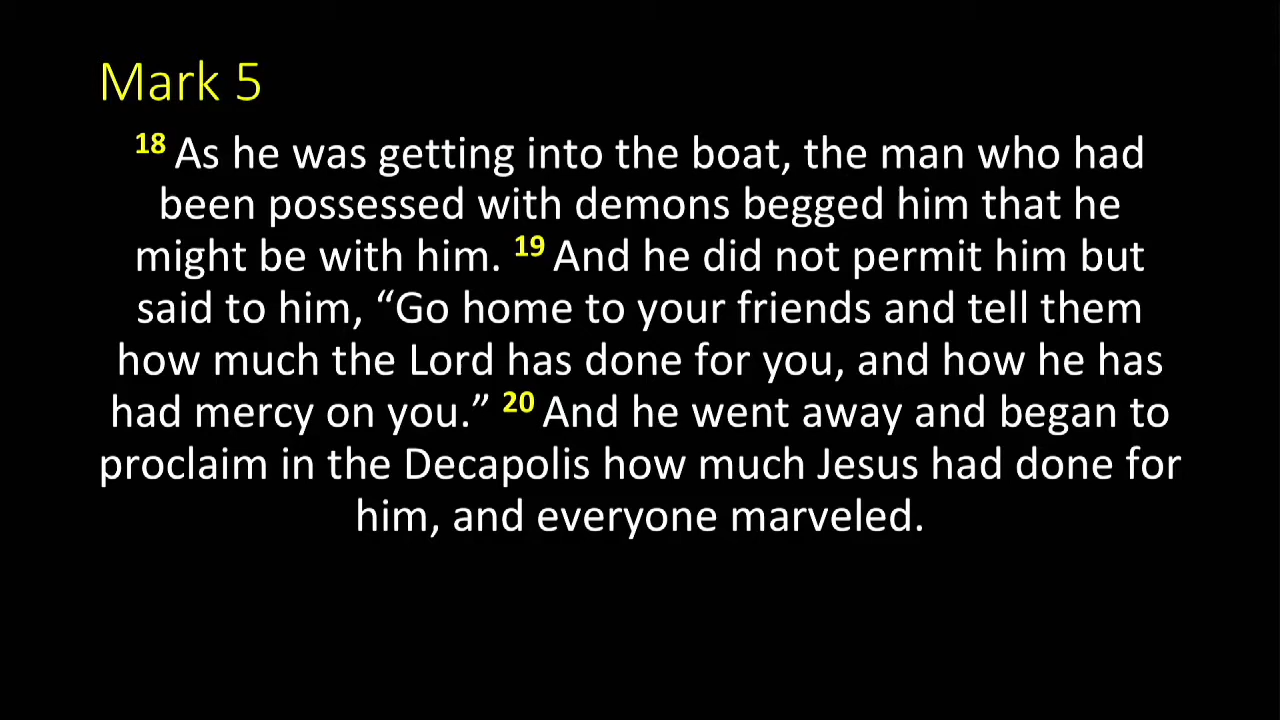 Mark 5
18 As he was getting into the boat, the man who had
been possessed with demons begged him that he
might be with him. 19 And he did not permit him but
said to him, “Go home to your friends and tell them
how much the Lord has done for you, and how he has
had mercy on you.” 20 And he went away and began to
proclaim in the Decapolis how much Jesus had done for
him, and everyone marveled.